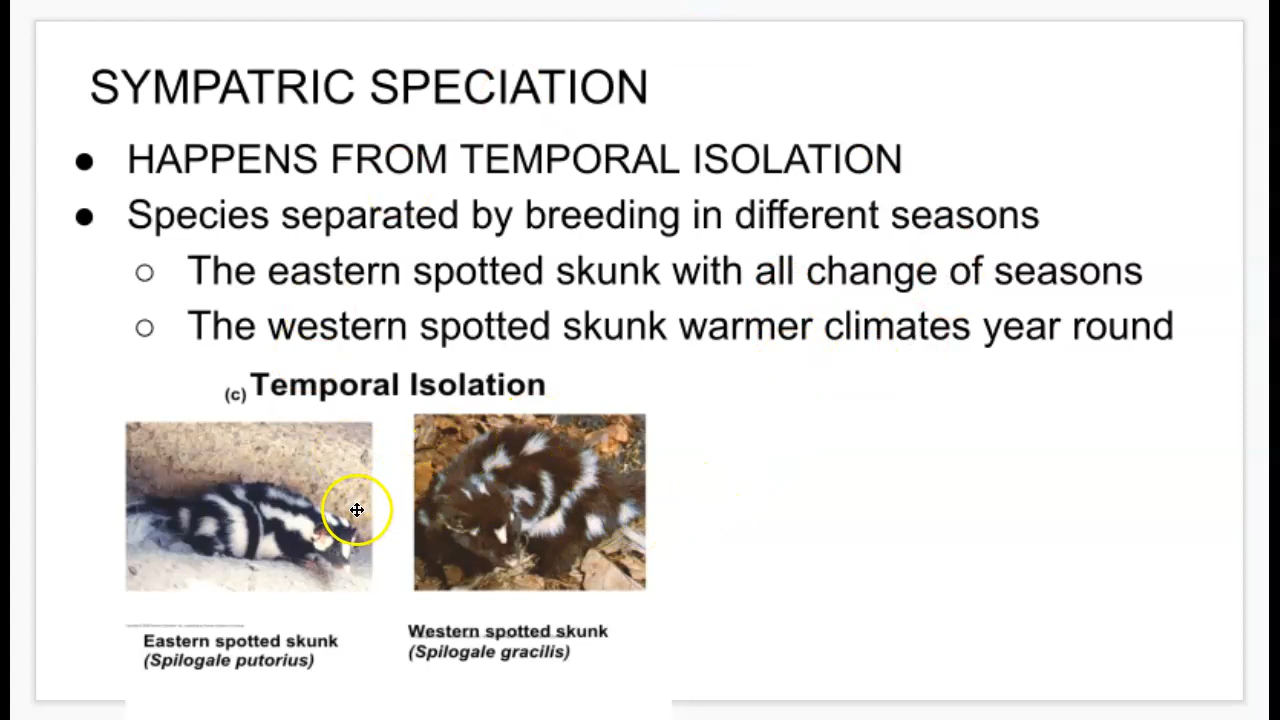 SYMPATRIC SPECIATION
● HAPPENS FROM TEMPORAL ISOLATION
● Species separated by breeding in different seasons
○ The eastern spotted skunk with all change of seasons
○ The western spotted skunk warmer climates year round
(c) Temporal Isolation
Eastern spotted skunk
(Spilogale putorius)
Western spotted skunk
(Spilogale gracilis)